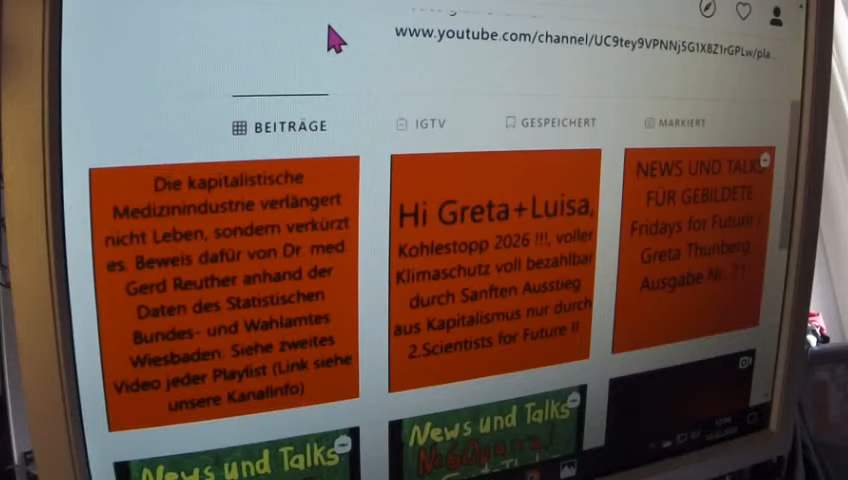 www.youtube.com/channel/UC9tey9VPNNj5G1X8Z1rGPLw/pla...
BEITRÄGE
IGTV
GESPEICHERT
MARKIERT
Die kapitalistische
Medizinindustrie verlängert
nicht Leben, sondern verkürzt
es. Beweis dafür von Dr. med
Gerd Reuther anhand der
Daten des Statistischen
Bundes- und Wahlamtes
Wiesbaden. Siehe zweites
Video jeder Playlist (Link siehe
unsere Kanalinfo)
Hi Greta+Luisa,
Kohlestopp 2026 !!!, voller
Klimaschutz voll bezahlbar
durch Sanften Ausstieg
aus Kapitalismus nur durch
2.Scientists for Future !!
NEWS UND TALKS
FÜR GEBILDETE
Fridays for Future
Greta Thunberg
Ausgabe Nr.
News und Talks
News und Talks